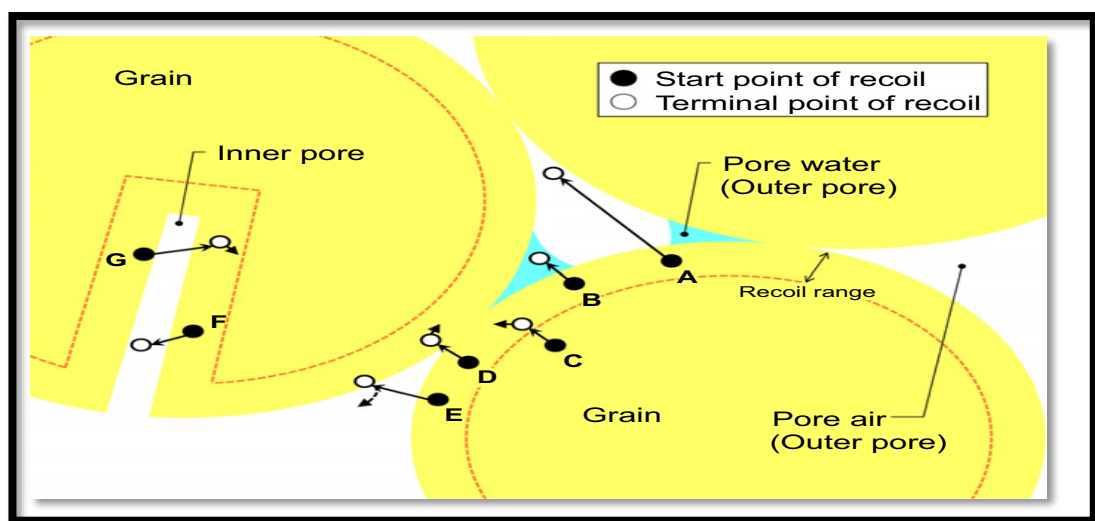 Grain
Start point of recoil
Terminal point of recoil
Inner pore
Pore water
(Outer pore)
G
A
B
Recoil range
F
C
D
E
Grain
Pore air
(Outer pore)